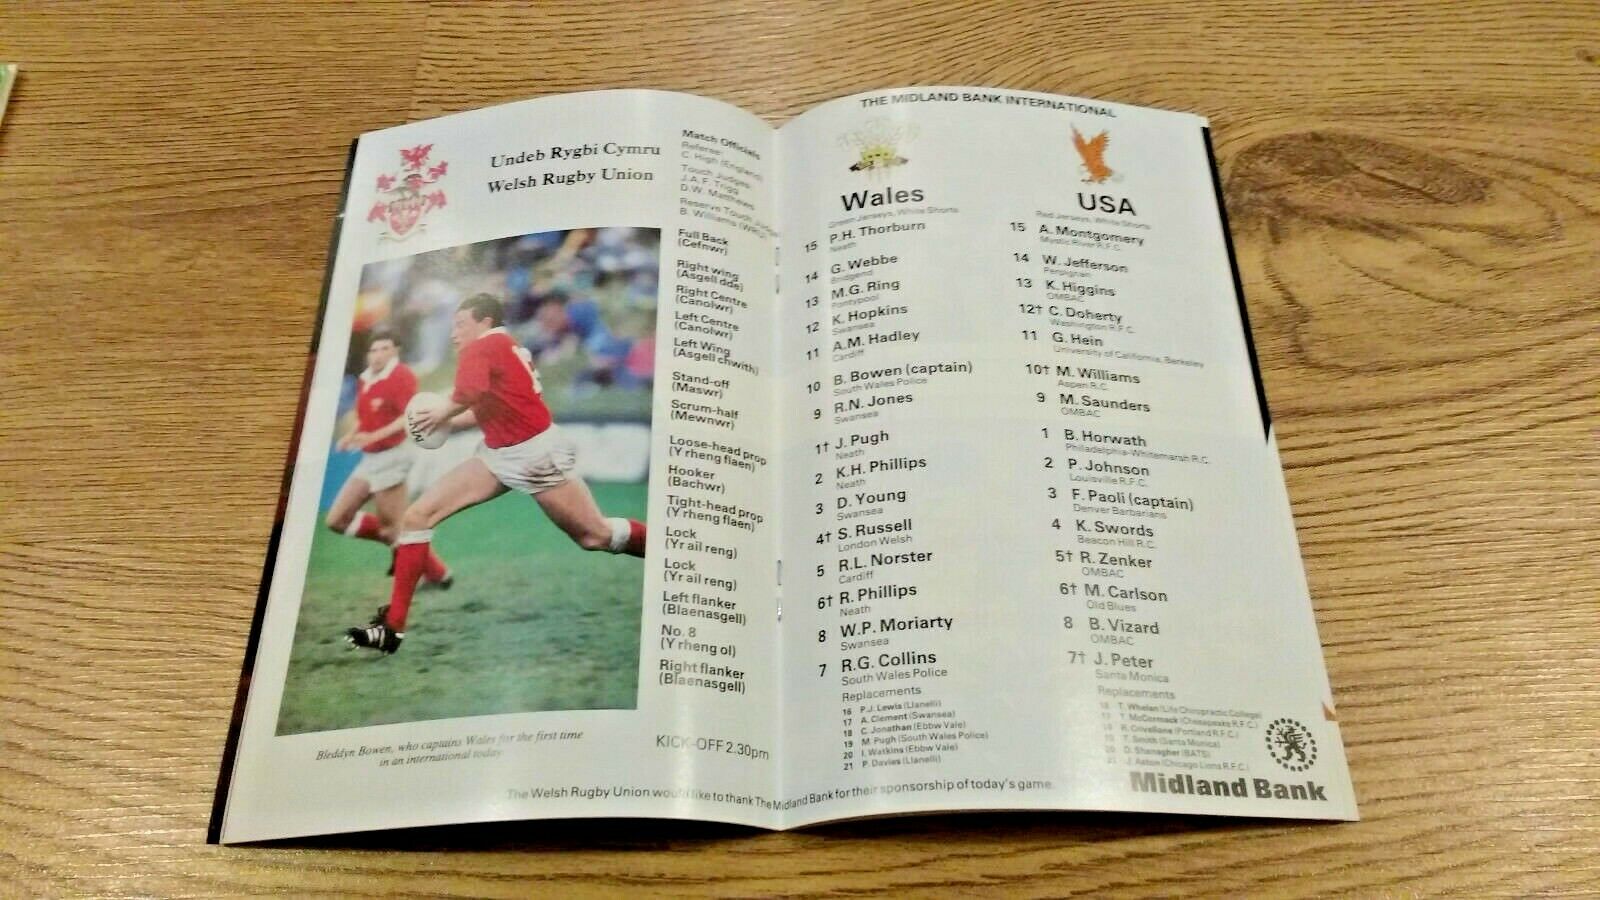 Undeb Rygbi Cymru
Welsh Rugby Union
Bleddyn Bowen, who captains Wales for the first time
in an international today
Match Officials
Referee:
C. High (England)
Touch Judges:
J.A.F. Trigg
D.W. Matthews
Reserve Touch Judge
B. Williams (WRU)
Full Back
(Cefnwr)
Right wing
(Asgell dde)
Right Centre
(Canolwr)
Left Centre
(Canolwr)
Left Wing
(Asgell chwith)
Stand-off
(Maswr)
Scrum-half
(Mewnwr)
Loose-head prop
(Y rheng flaen)
Hooker
(Bachwr)
Tight-head prop
(Y rheng flaen)
Lock
(Yr ail reng)
Lock
(Yr ail reng)
Left flanker
(Blaenasgell)
No. 8
(Y rheng ol)
Right flanker
(Blaenasgell)
KICK-OFF 2.30pm
THE MIDLAND BANK INTERNATIONAL
Wales
Green Jerseys, White Shorts
15 P.H. Thorburn
Neath
14 G. Webbe
Bridgend
13 M.G. Ring
Pontypool
12 K. Hopkins
Swansea
11 A.M. Hadley
Cardiff
10 B. Bowen (captain)
South Wales Police
9 R.N. Jones
Swansea
1† J. Pugh
Neath
2 K.H. Phillips
Neath
3 D. Young
Swansea
4† S. Russell
London Welsh
5 R.L. Norster
Cardiff
6† R. Phillips
Neath
8 W.P. Moriarty
Swansea
7 R.G. Collins
South Wales Police
Replacements
16 P.J. Lewis (Llanelli)
17 A. Clement (Swansea)
18 C. Jonathan (Ebbw Vale)
19 M. Pugh (South Wales Police)
20 I. Watkins (Ebbw Vale)
21 P. Davies (Llanelli)
USA
Red Jerseys, White Shorts
15 A. Montgomery
Mystic River R.F.C.
14 W. Jefferson
Perpignan
13 K. Higgins
OMBAC
12† C. Doherty
Washington R.F.C.
11 G. Hein
University of California, Berkeley
10† M. Williams
Aspen R.C.
9 M. Saunders
OMBAC
1 B. Horwath
Philadelphia-Whitemarsh R.C.
2 P. Johnson
Louisville R.F.C.
3 F. Paoli (captain)
Denver Barbarians
4 K. Swords
Beacon Hill R.C.
5† R. Zenker
OMBAC
6† M. Carlson
Old Blues
8 B. Vizard
OMBAC
7† J. Peter
Santa Monica
Replacements
16 T. Whelan (Life Chiropractic College)
17 T. McCormack (Chesapeake R.F.C.)
18 R. Crivellone (Portland R.F.C.)
19 T. Smith (Santa Monica)
20 D. Shanagher (BATS)
21 J. Aston (Chicago Lions R.F.C.)
Midland Bank
The Welsh Rugby Union would like to thank The Midland Bank for their sponsorship of today's game.